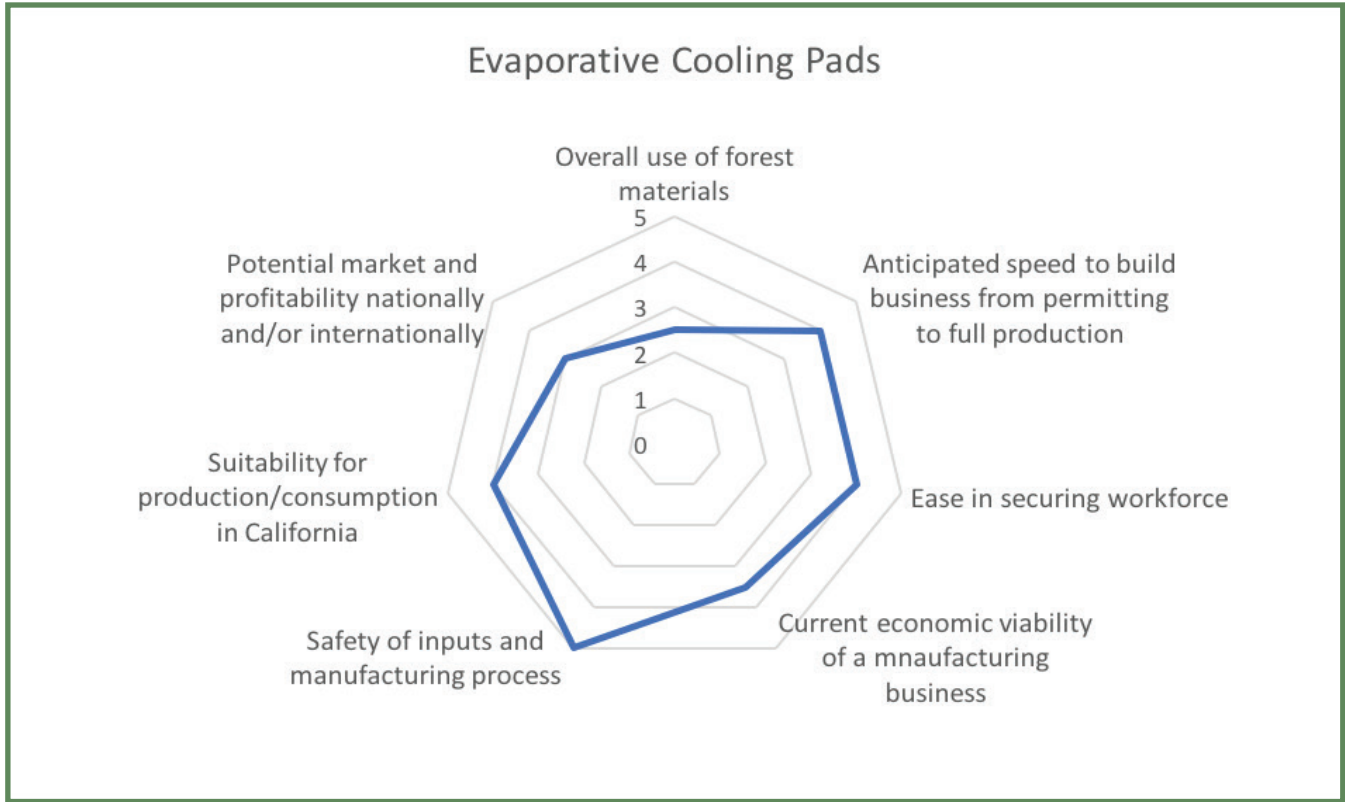 Evaporative Cooling Pads
Overall use of forest
materials
5
4
3
2
1
0
Anticipated speed to build
business from permitting
to full production
Ease in securing workforce
Current economic viability
of a mnaufacturing
business
Safety of inputs and
manufacturing process
Suitability for
production/consumption
in California
Potential market and
profitability nationally
and/or internationally